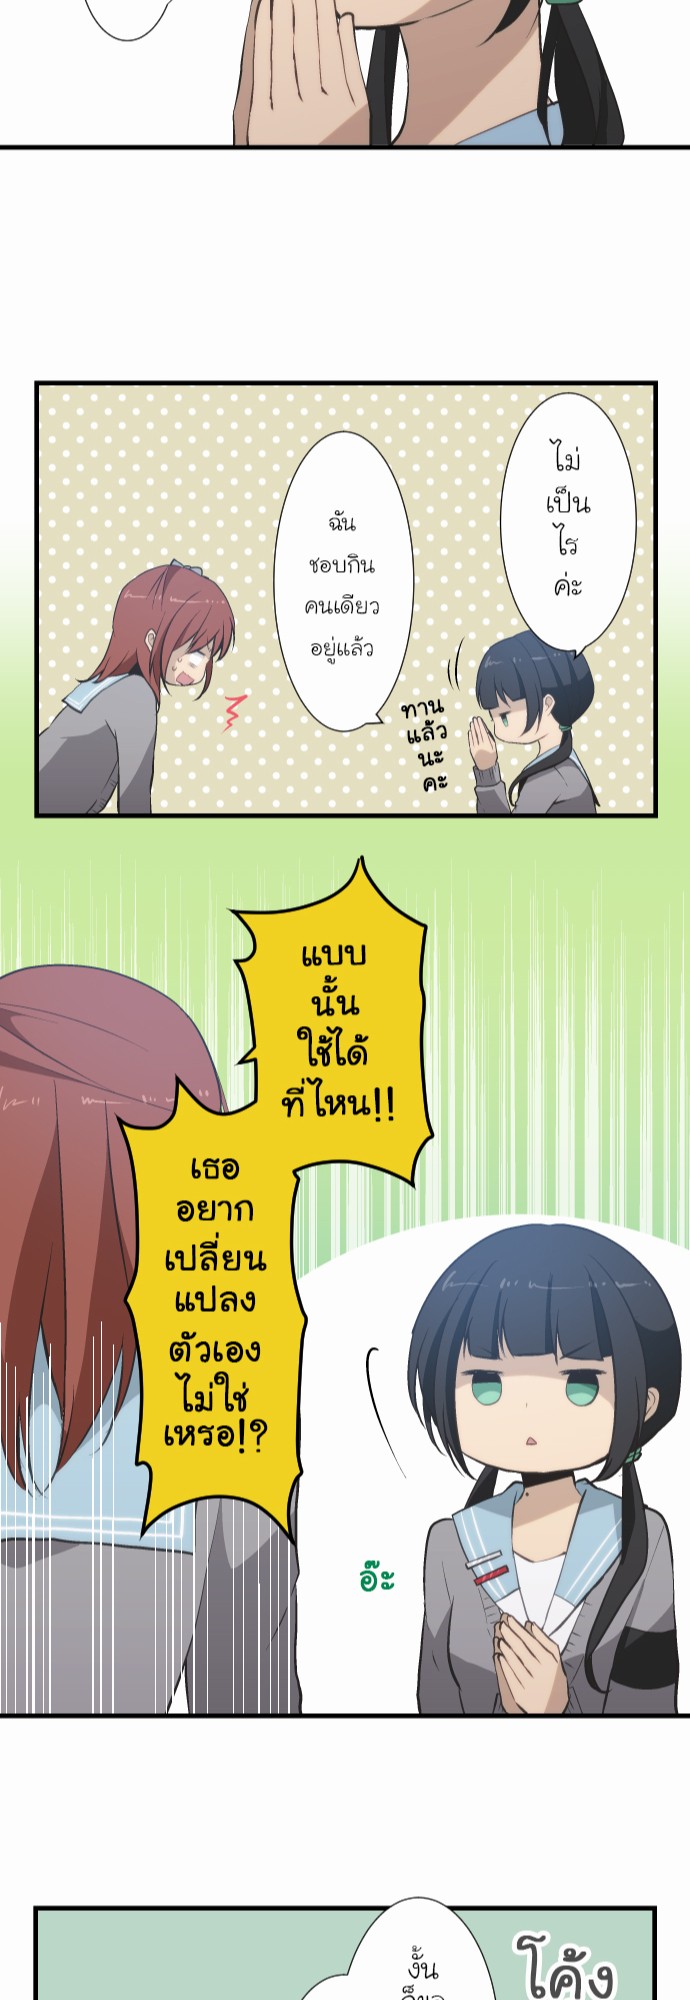 ไม่
เป็น
ไร
ค่ะ
ฉัน
ชอบกิน
คนเดียว
อยู่แล้ว
ทาน
แล้ว
นะ
คะ
แบบ
นั้น
ใช้ได้
ที่ไหน!!
เธอ
อยาก
เปลี่ยน
แปลง
ตัวเอง
ไม่ใช่
เหรอ!?
อ๊ะ
โค้ง
งั้น